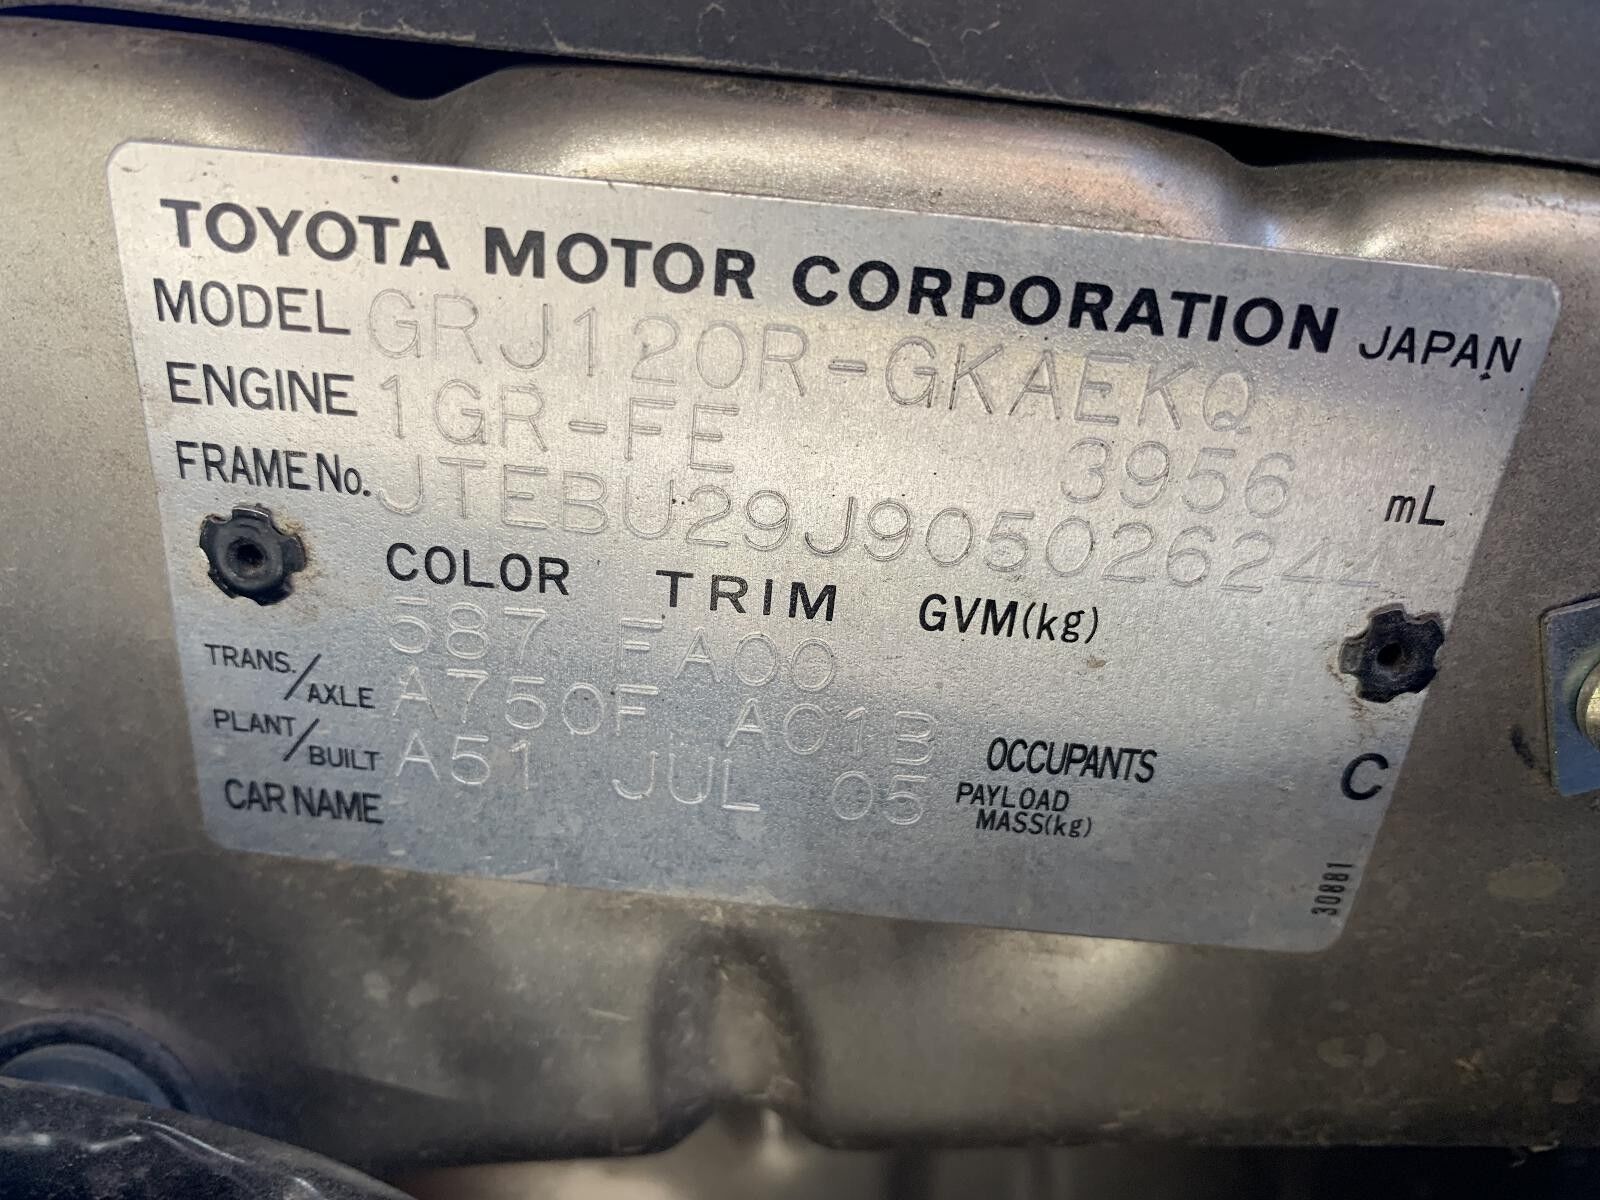 TOYOTA MOTOR CORPORATION JAPAN
MODEL GRJ120R-GKAEKQ
ENGINE 1GR-FE 3956 mL
FRAME No. JTEBU29J905026244
COLOR TRIM GVM(kg)
587 FA00
TRANS./AXLE A750F A01B
PLANT/BUILT A51 JUL 05
OCCUPANTS C
CAR NAME
PAYLOAD
MASS(kg)
30881